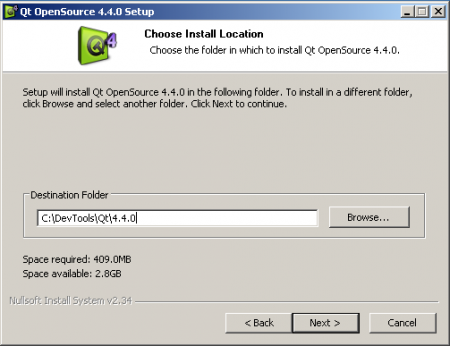 Qt OpenSource 4.4.0 Setup
4
Choose Install Location
Choose the folder in which to install Qt OpenSource 4.4.0.
Setup will install Qt OpenSource 4.4.0 in the following folder. To install in a different folder,
click Browse and select another folder. Click Next to continue.
Destination Folder
C:\DevTools\Qt\4.4.0
Browse...
Space required: 409.0MB
Space available: 2.8GB
Nullsoft Install System v2.34
< Back
Next >
Cancel